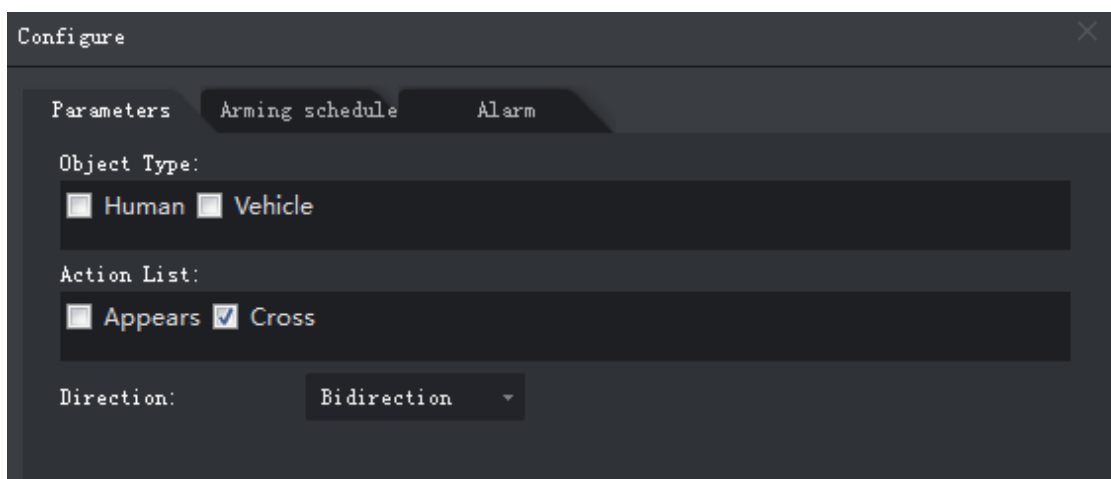 Configure
Parameters Arming schedule Alarm
Object Type:
Human Vehicle
Action List:
Appears Cross
Direction: Bidirection